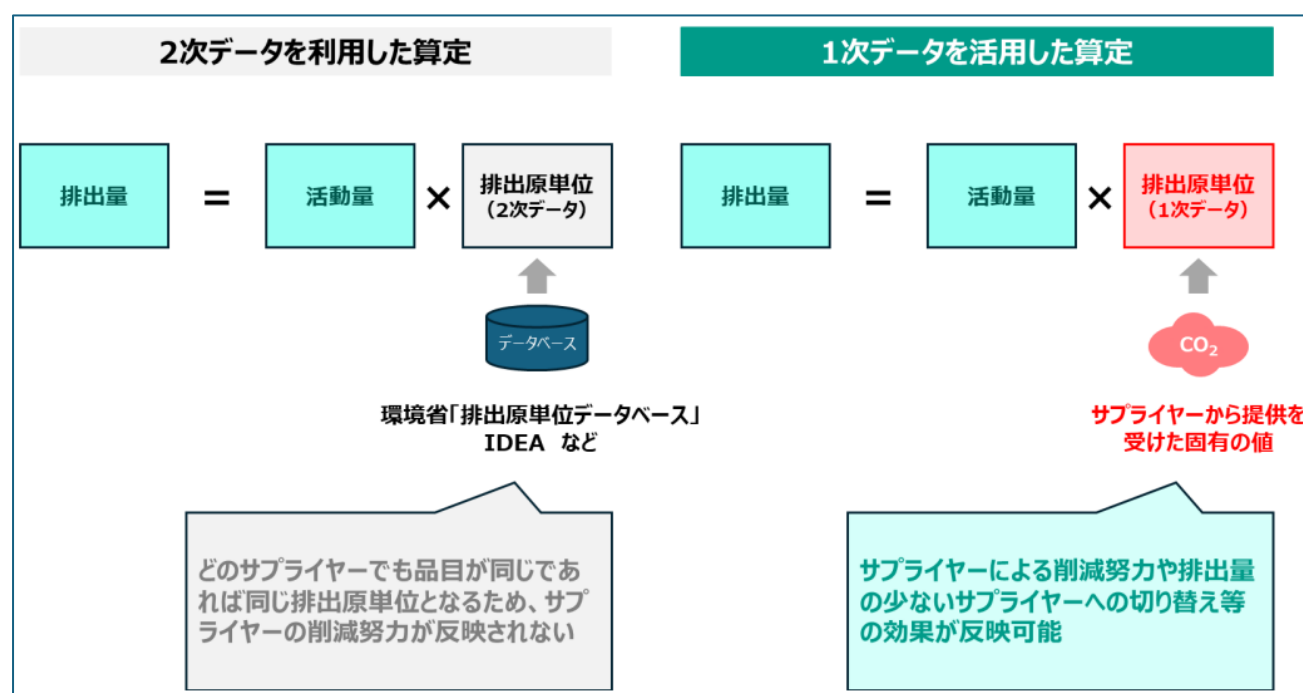 2次データを利用した算定
排出量
=
活動量
×
排出原単位
(2次データ)
データベース
環境省「排出原単位データベース」
IDEA など
どのサプライヤーでも品目が同じであ
れば同じ排出原単位となるため、サプ
ライヤーの削減努力が反映されない
1次データを活用した算定
排出量
=
活動量
×
排出原単位
(1次データ)
CO₂
サプライヤーから提供を
受けた固有の値
サプライヤーによる削減努力や排出量
の少ないサプライヤーへの切り替え等
の効果が反映可能